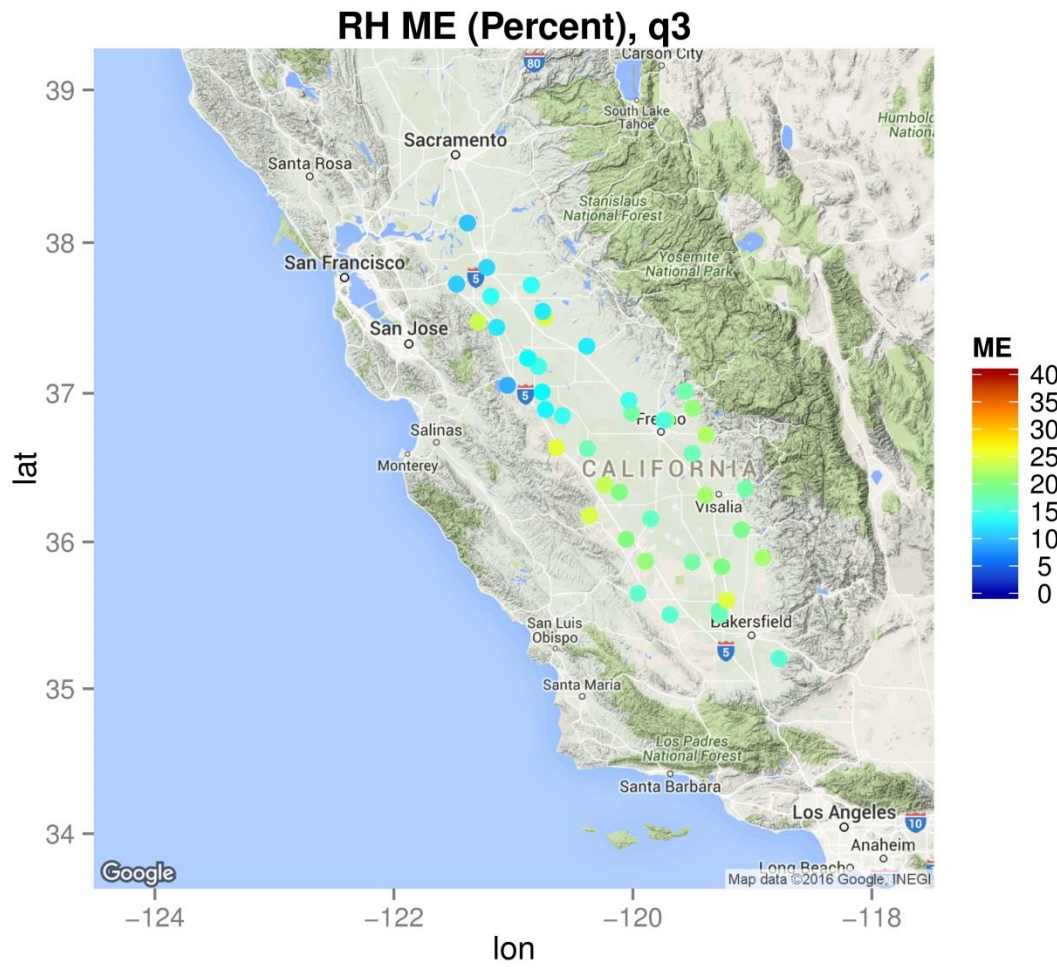 RH ME (Percent), q3
80
Carson City
39
South Lake
Tahoe
Humbol
Nationa
Sacramento
Santa Rosa
Stanislaus
National Forest
38
San Francisco
5
Yosemite
National Park
San Jose
ME
40
35
30
25
20
15
10
5
0
37
5
Salinas
Monterey
CALIFORNIA
Visalia
lat
36
San Luis
Obispo
Bakersfield
5
35
Santa Maria
Los Padres
National Forest
Santa Barbara
Los Angeles
10
34
Anaheim
Long Beach
Google
Map data ©2016 Google, INEGI
−124
−122
−120
−118
lon